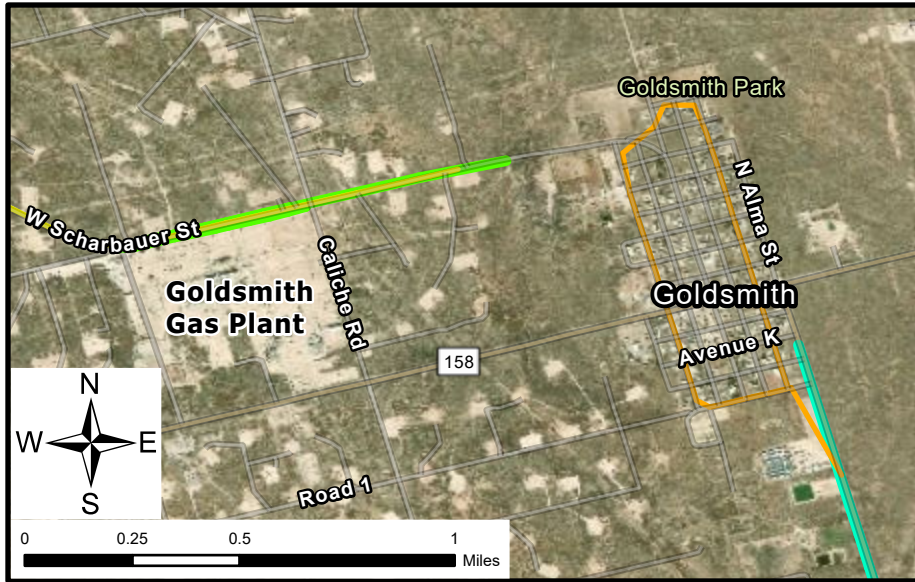 Goldsmith Park
N Alma St
W Scharbauer St
Caliche Rd
Goldsmith
Gas Plant
Goldsmith
Avenue K
158
N
W
E
S
Road 1
0
0.25
0.5
1
Miles